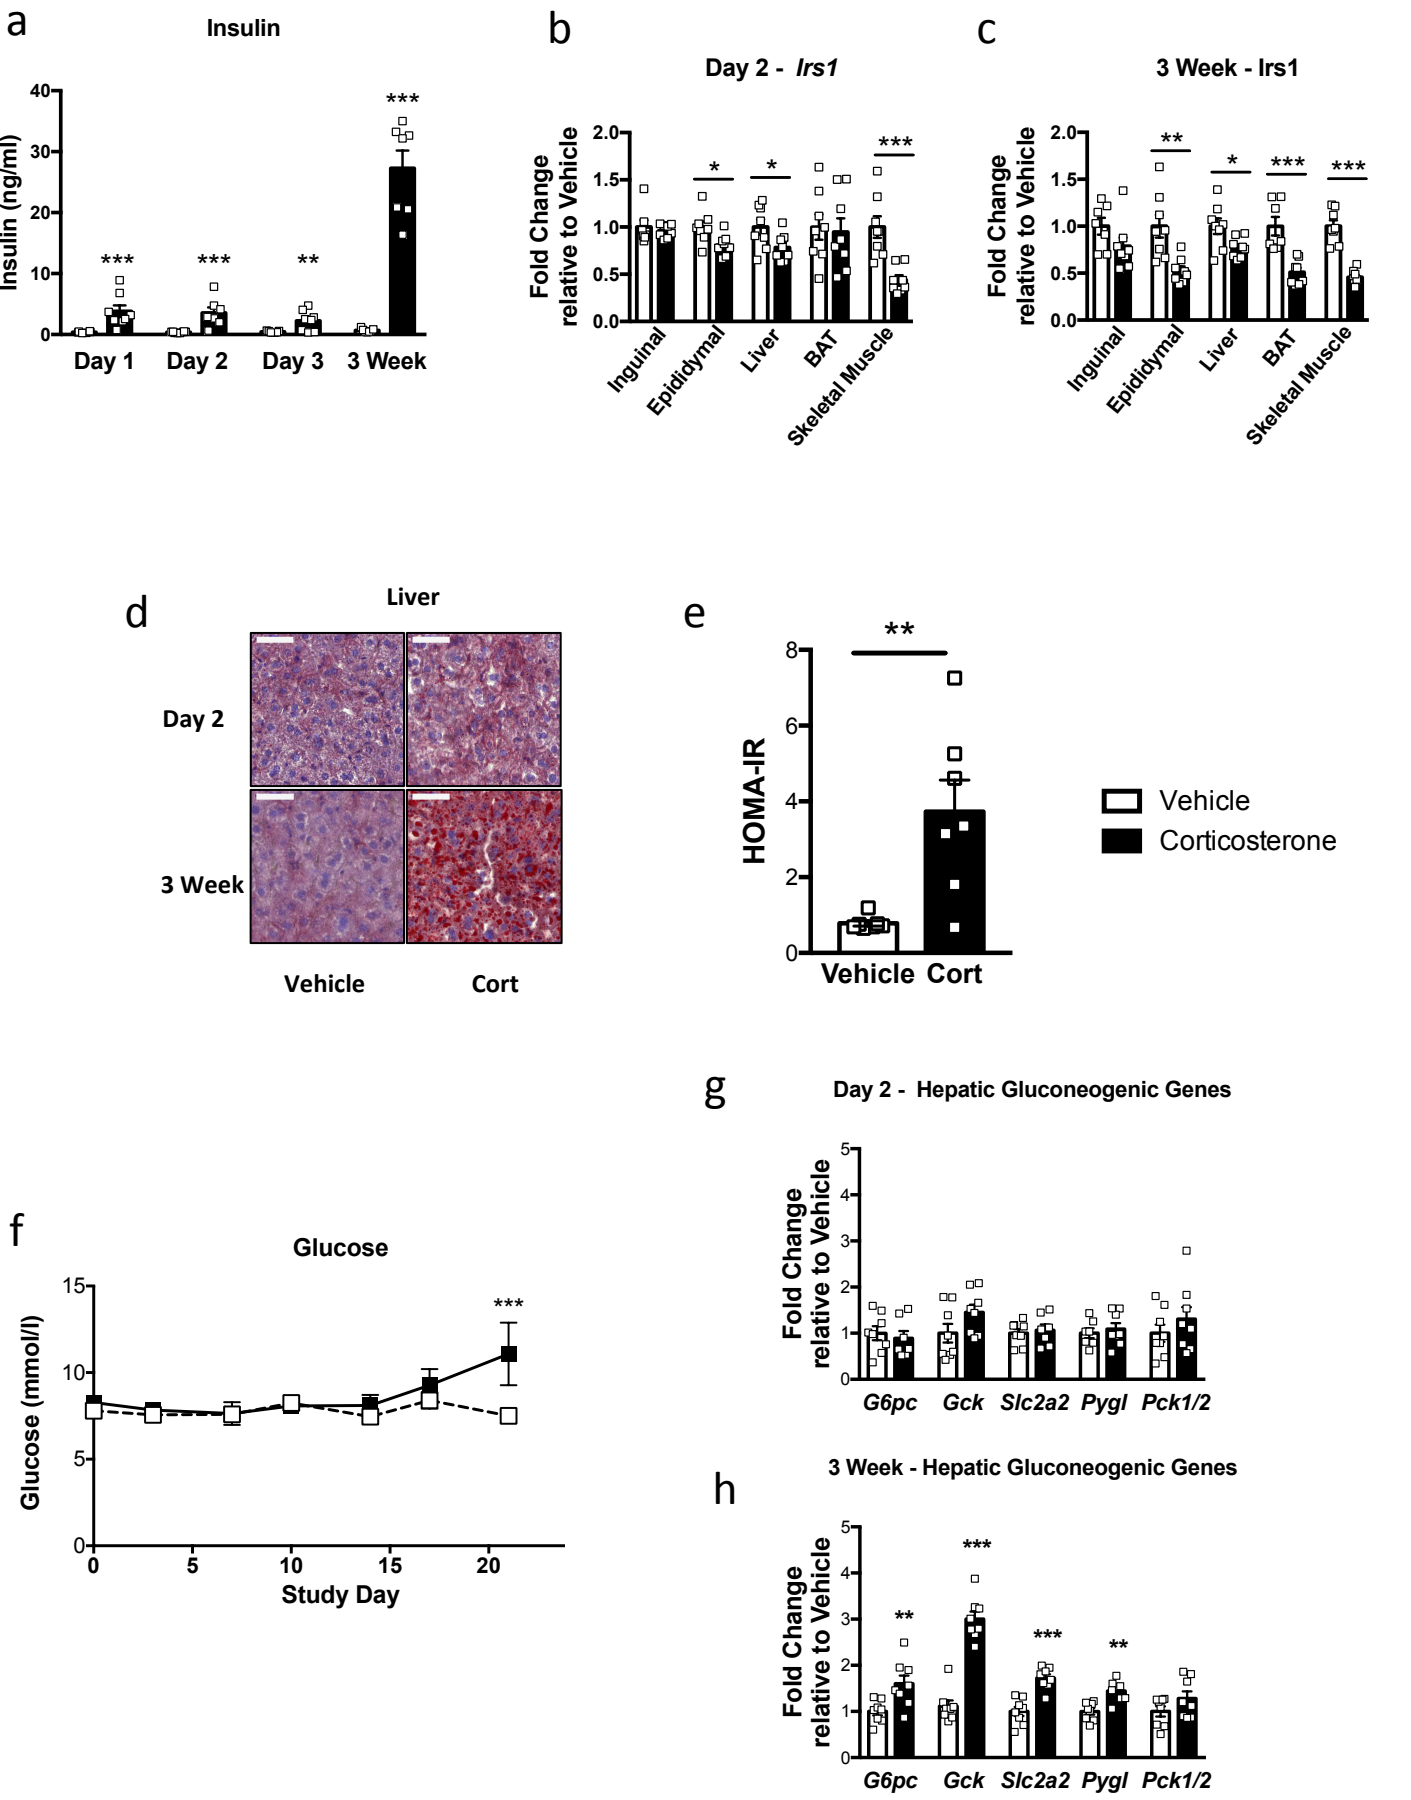 a
Insulin
Insulin (ng/ml)
40
30
20
10
0
***
***
**
***
Day 1 Day 2 Day 3 3 Week
b
Day 2 - Irs1
Fold Change
relative to Vehicle
2.0
1.5
1.0
0.5
0.0
*
*
***
Inguinal
Epididymal
Liver
BAT
Skeletal Muscle
c
3 Week - Irs1
Fold Change
relative to Vehicle
2.0
1.5
1.0
0.5
0.0
**
*
***
***
Inguinal
Epididymal
Liver
BAT
Skeletal Muscle
d
Liver
Day 2
3 Week
Vehicle Cort
e
HOMA-IR
8
6
4
2
0
**
Vehicle Cort
Vehicle
Corticosterone
f
Glucose
Glucose (mmol/l)
15
10
5
0
***
0 5 10 15 20
Study Day
g
Day 2 - Hepatic Gluconeogenic Genes
Fold Change
relative to Vehicle
5
4
3
2
1
0
G6pc Gck Slc2a2 Pygl Pck1/2
h
3 Week - Hepatic Gluconeogenic Genes
Fold Change
relative to Vehicle
5
4
3
2
1
0
**
***
***
**
G6pc Gck Slc2a2 Pygl Pck1/2